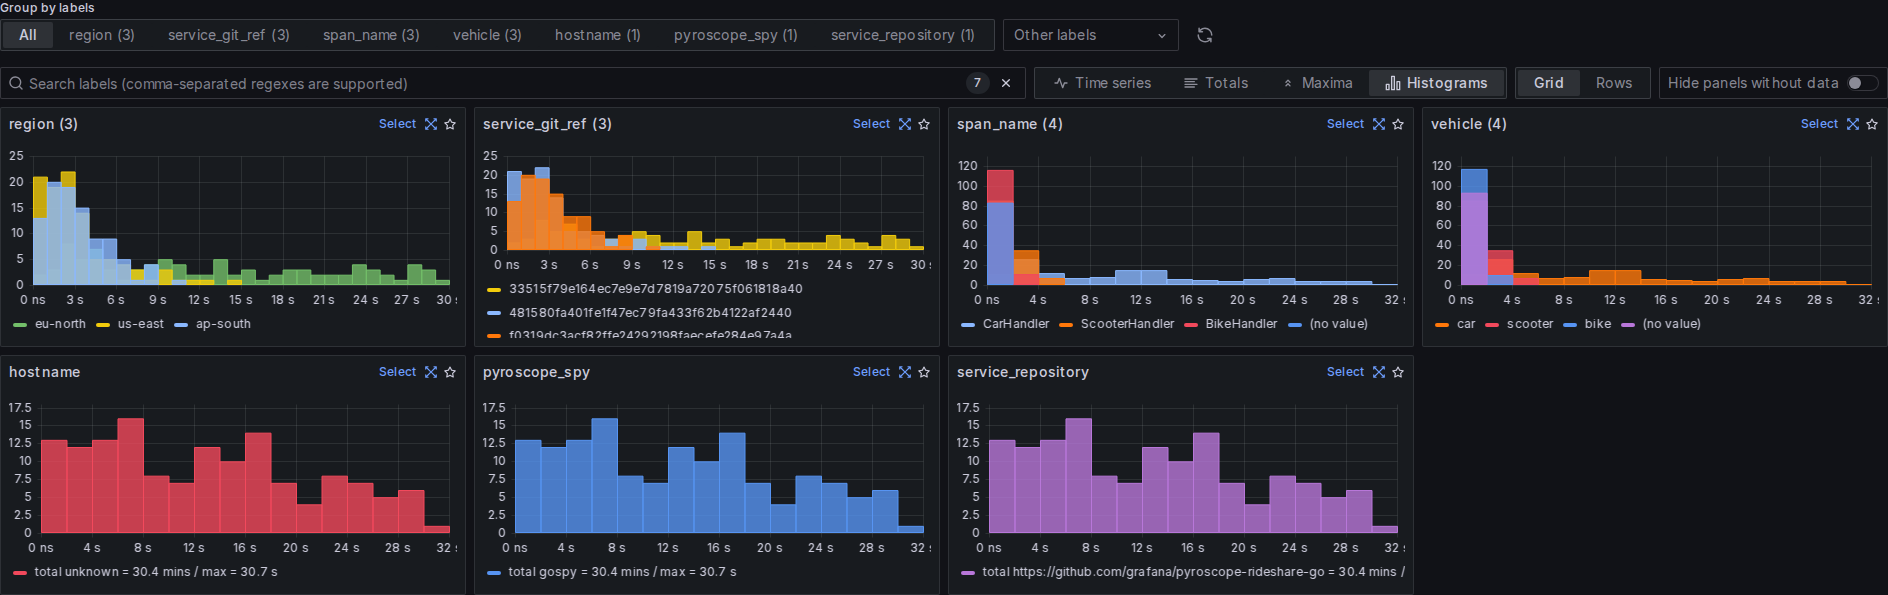 Group by labels
All region (3) service_git_ref (3) span_name (3) vehicle (3) hostname (1) pyroscope_spy (1) service_repository (1) Other labels
Search labels (comma-separated regexes are supported) 7 Time series Totals Maxima Histograms Grid Rows Hide panels without data
region (3) Select
25
20
15
10
5
0
0 ns 3 s 6 s 9 s 12 s 15 s 18 s 21 s 24 s 27 s 30 s
eu-north us-east ap-south
service_git_ref (3) Select
25
20
15
10
5
0
0 ns 3 s 6 s 9 s 12 s 15 s 18 s 21 s 24 s 27 s 30 s
33515f79e164ec7e9e7d7819a72075f061818a40
481580fa401fe1f47ec79fa433f62b4122af2440
f0319dc3acf82ffe24292198faecefe284e97a4a
span_name (4) Select
120
100
80
60
40
20
0
0 ns 4 s 8 s 12 s 16 s 20 s 24 s 28 s 32 s
CarHandler ScooterHandler BikeHandler (no value)
vehicle (4) Select
120
100
80
60
40
20
0
0 ns 4 s 8 s 12 s 16 s 20 s 24 s 28 s 32 s
car scooter bike (no value)
hostname Select
17.5
15
12.5
10
7.5
5
2.5
0
0 ns 4 s 8 s 12 s 16 s 20 s 24 s 28 s 32 s
total unknown = 30.4 mins / max = 30.7 s
pyroscope_spy Select
17.5
15
12.5
10
7.5
5
2.5
0
0 ns 4 s 8 s 12 s 16 s 20 s 24 s 28 s 32 s
total gospy = 30.4 mins / max = 30.7 s
service_repository Select
17.5
15
12.5
10
7.5
5
2.5
0
0 ns 4 s 8 s 12 s 16 s 20 s 24 s 28 s 32 s
total https://github.com/grafana/pyroscope-rideshare-go = 30.4 mins /